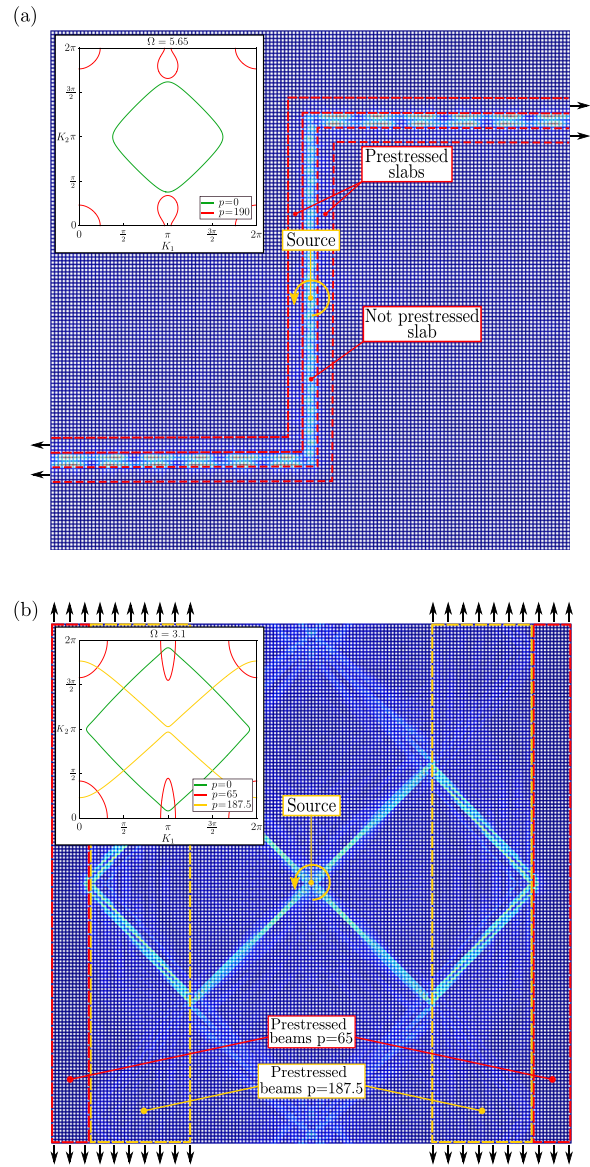 (a)
Ω = 5.65
2π
3π/2
K₂ π
π/2
0
p=0
p=190
0 π/2 π 3π/2 2π
K₁
Prestressed
slabs
Source
Not prestressed
slab
(b)
Ω = 3.1
2π
3π/2
K₂ π
π/2
0
p=0
p=65
p=187.5
0 π/2 π 3π/2 2π
K₁
Source
Prestressed
beams p=65
Prestressed
beams p=187.5